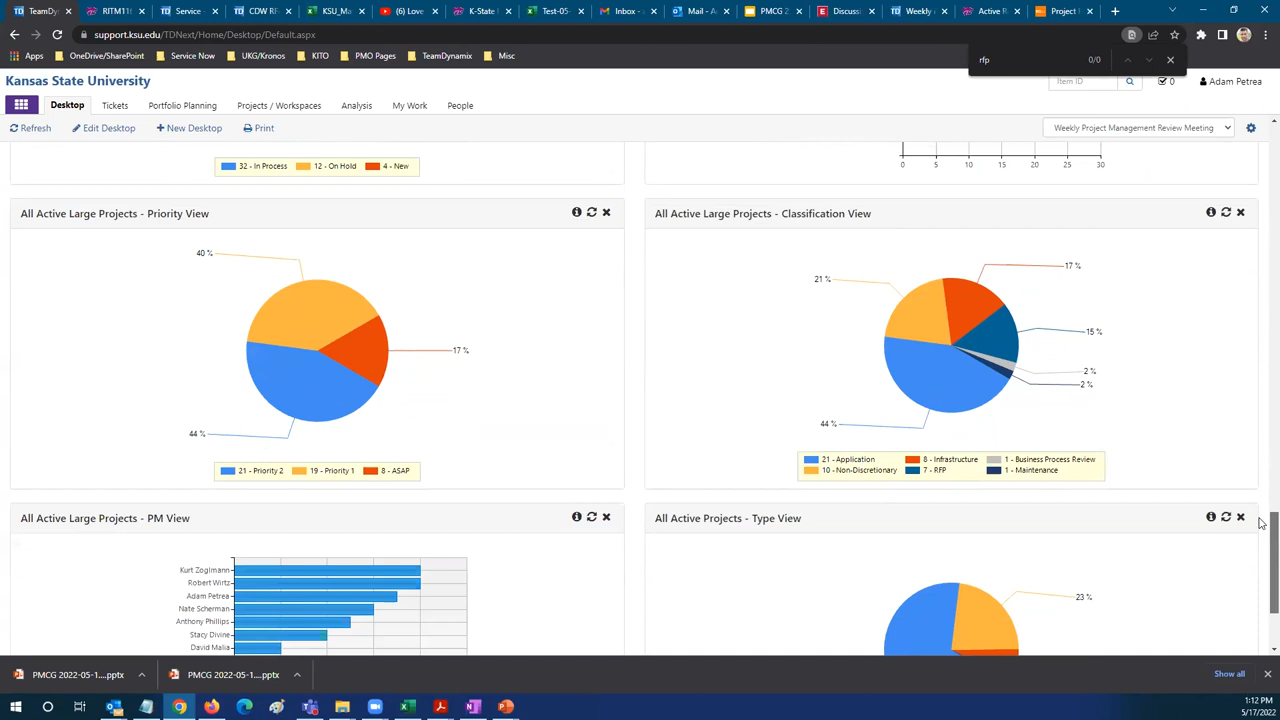 TeamDy
RITM11
Service
CDW RF
KSU_Ma
(6) Love
K-State I
Test-05-
Inbox -
Mail - A
PMCG 2
Discussi
Weekly
Active R
Project
support.ksu.edu/TDNext/Home/Desktop/Default.aspx
Apps OneDrive/SharePoint Service Now UKG/Kronos KITO PMO Pages TeamDynamix Misc
rfp 0/0
Kansas State University
Item ID 0 Adam Petrea
Desktop Tickets Portfolio Planning Projects / Workspaces Analysis My Work People
Refresh Edit Desktop New Desktop Print Weekly Project Management Review Meeting
32 - In Process 12 - On Hold 4 - New
0 5 10 15 20 25 30
All Active Large Projects - Priority View
40 %
17 %
44 %
21 - Priority 2 19 - Priority 1 8 - ASAP
All Active Large Projects - Classification View
17 %
21 %
15 %
2 %
2 %
44 %
21 - Application 8 - Infrastructure 1 - Business Process Review
10 - Non-Discretionary 7 - RFP 1 - Maintenance
All Active Large Projects - PM View
Kurt Zoglmann
Robert Wirtz
Adam Petrea
Nate Scherman
Anthony Phillips
Stacy Divine
David Malia
All Active Projects - Type View
23 %
PMCG 2022-05-1....pptx PMCG 2022-05-1....pptx Show all
1:12 PM
5/17/2022